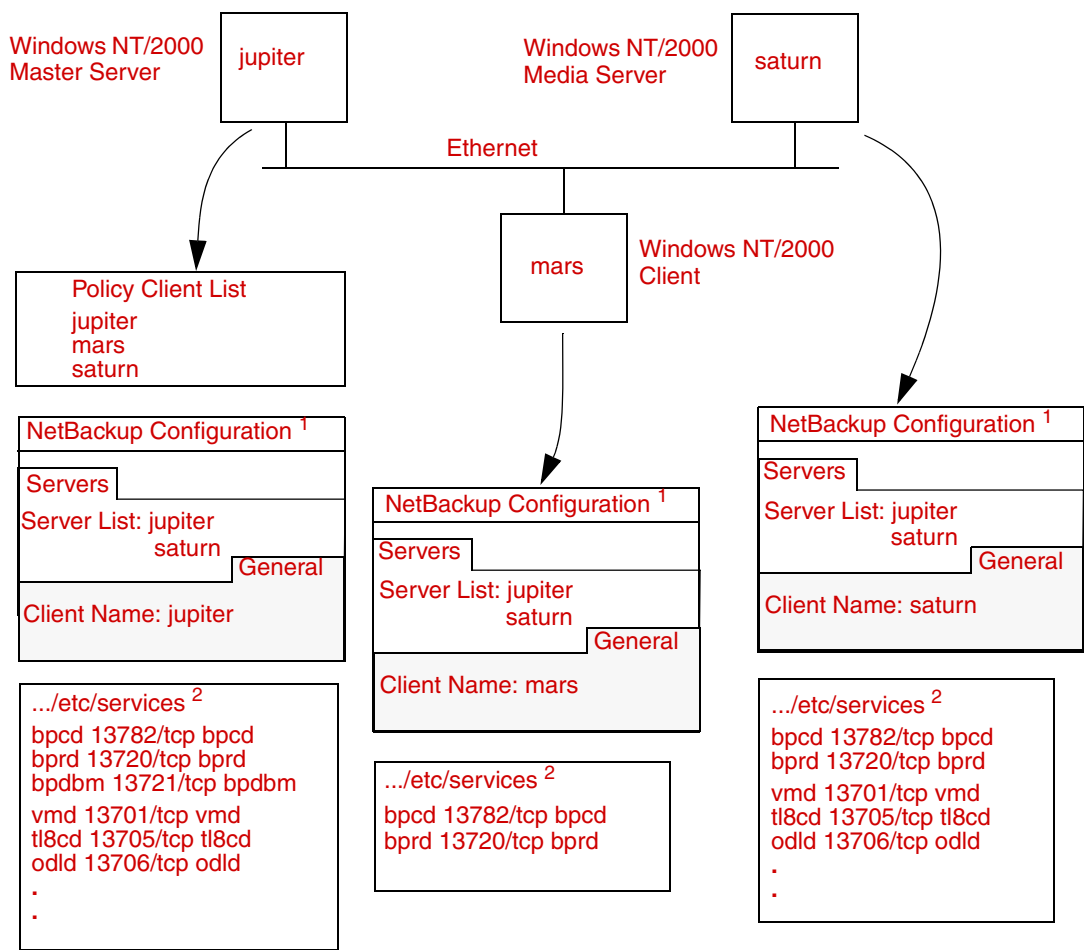 Windows NT/2000
Master Server
jupiter
Windows NT/2000
Media Server
saturn
Ethernet
mars
Windows NT/2000
Client
Policy Client List
jupiter
mars
saturn
NetBackup Configuration 1
Servers
Server List: jupiter
saturn
General
Client Name: jupiter
.../etc/services 2
bpcd 13782/tcp bpcd
bprd 13720/tcp bprd
bpdbm 13721/tcp bpdbm
vmd 13701/tcp vmd
tl8cd 13705/tcp tl8cd
odld 13706/tcp odld
.
.
NetBackup Configuration 1
Servers
Server List: jupiter
saturn
General
Client Name: mars
.../etc/services 2
bpcd 13782/tcp bpcd
bprd 13720/tcp bprd
NetBackup Configuration 1
Servers
Server List: jupiter
saturn
General
Client Name: saturn
.../etc/services 2
bpcd 13782/tcp bpcd
bprd 13720/tcp bprd
vmd 13701/tcp vmd
tl8cd 13705/tcp tl8cd
odld 13706/tcp odld
.
.